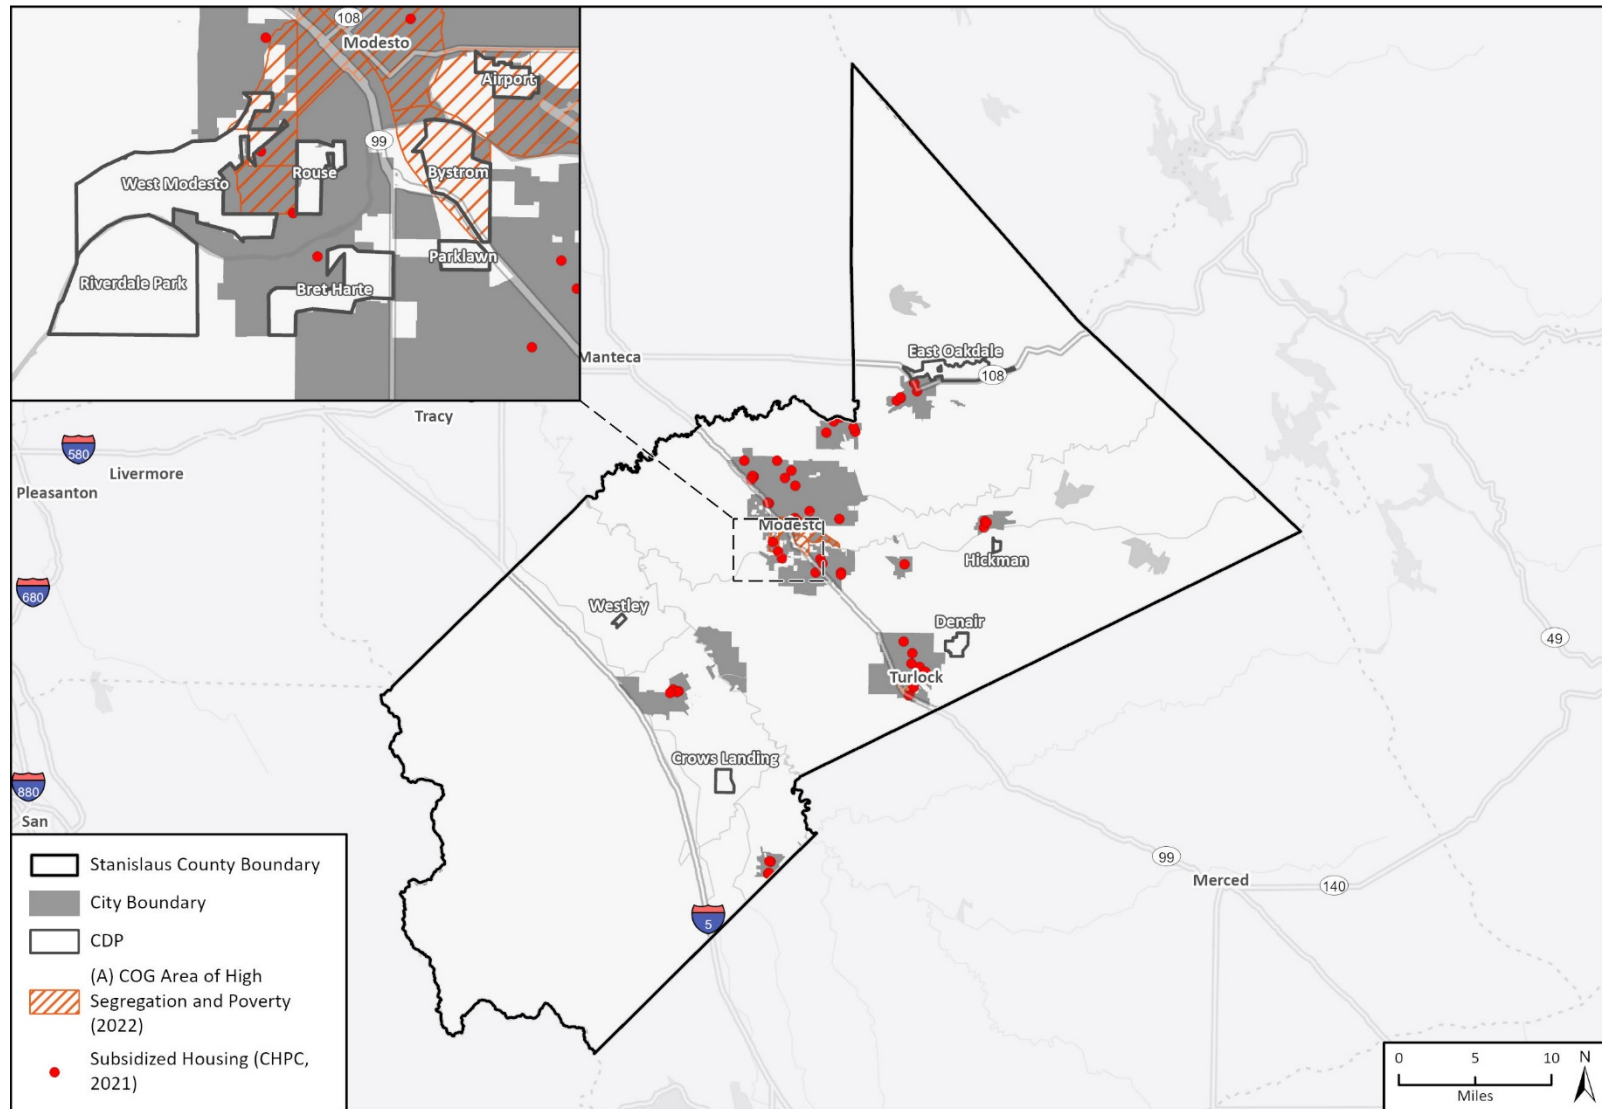 108
Modesto
Airport
99
West Modesto
Rouse
Bystrom
Parklawn
Riverdale Park
Bret Harte
Manteca
East Oakdale
108
Tracy
580
Livermore
Pleasanton
Modesto
Hickman
680
Westley
Denair
49
Turlock
Crows Landing
880
San
99
Merced
140
5
Stanislaus County Boundary
City Boundary
CDP
(A) COG Area of High
Segregation and Poverty
(2022)
Subsidized Housing (CHPC,
2021)
0 5 10
Miles
N